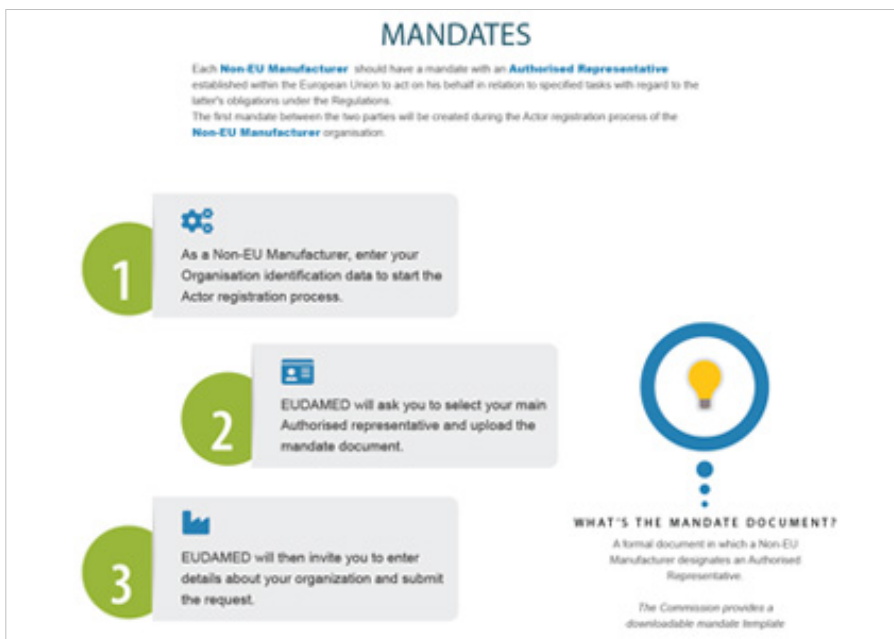 MANDATES
Each Non-EU Manufacturer should have a mandate with an Authorised Representative
established within the European Union to act on his behalf in relation to specified tasks with regard to the
latter's obligations under the Regulations.
The first mandate between the two parties will be created during the Actor registration process of the
Non-EU Manufacturer organisation.
1
As a Non-EU Manufacturer, enter your
Organisation identification data to start the
Actor registration process.
2
EUDAMED will ask you to select your main
Authorised representative and upload the
mandate document.
3
EUDAMED will then invite you to enter
details about your organization and submit
the request.
WHAT'S THE MANDATE DOCUMENT?
A formal document in which a Non-EU
Manufacturer designates an Authorised
Representative.
The Commission provides a
downloadable mandate template